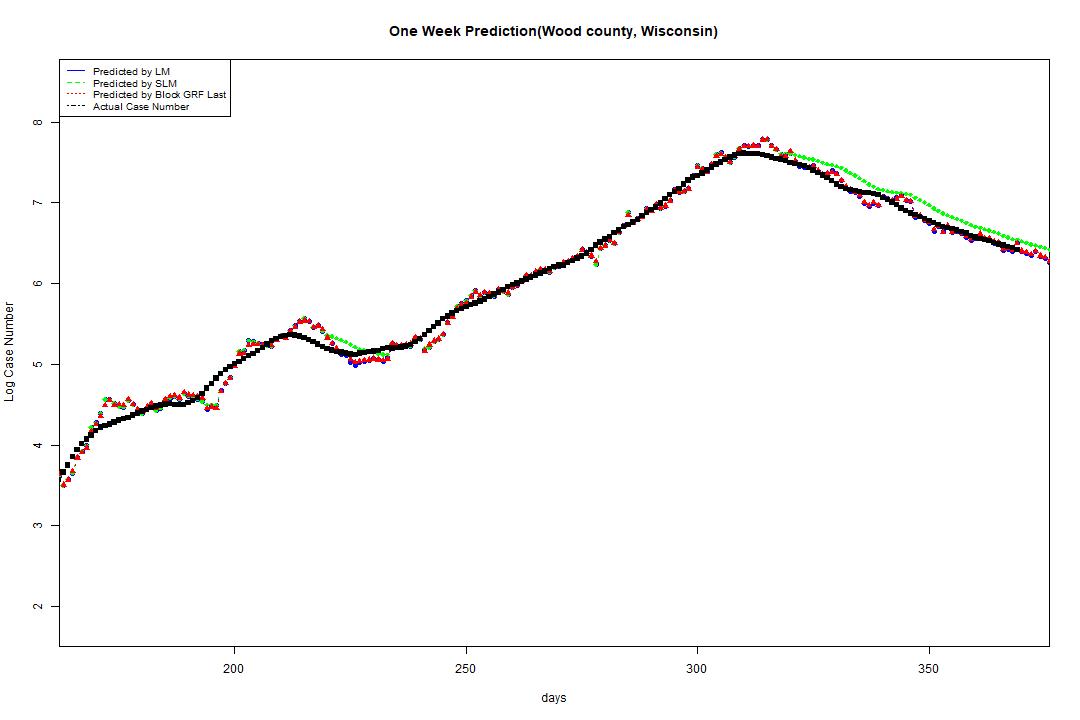 One Week Prediction(Wood county, Wisconsin)
Predicted by LM
Predicted by SLM
Predicted by Block GRF Last
Actual Case Number
8
7
6
5
4
3
2
Log Case Number
200 250 300 350
days